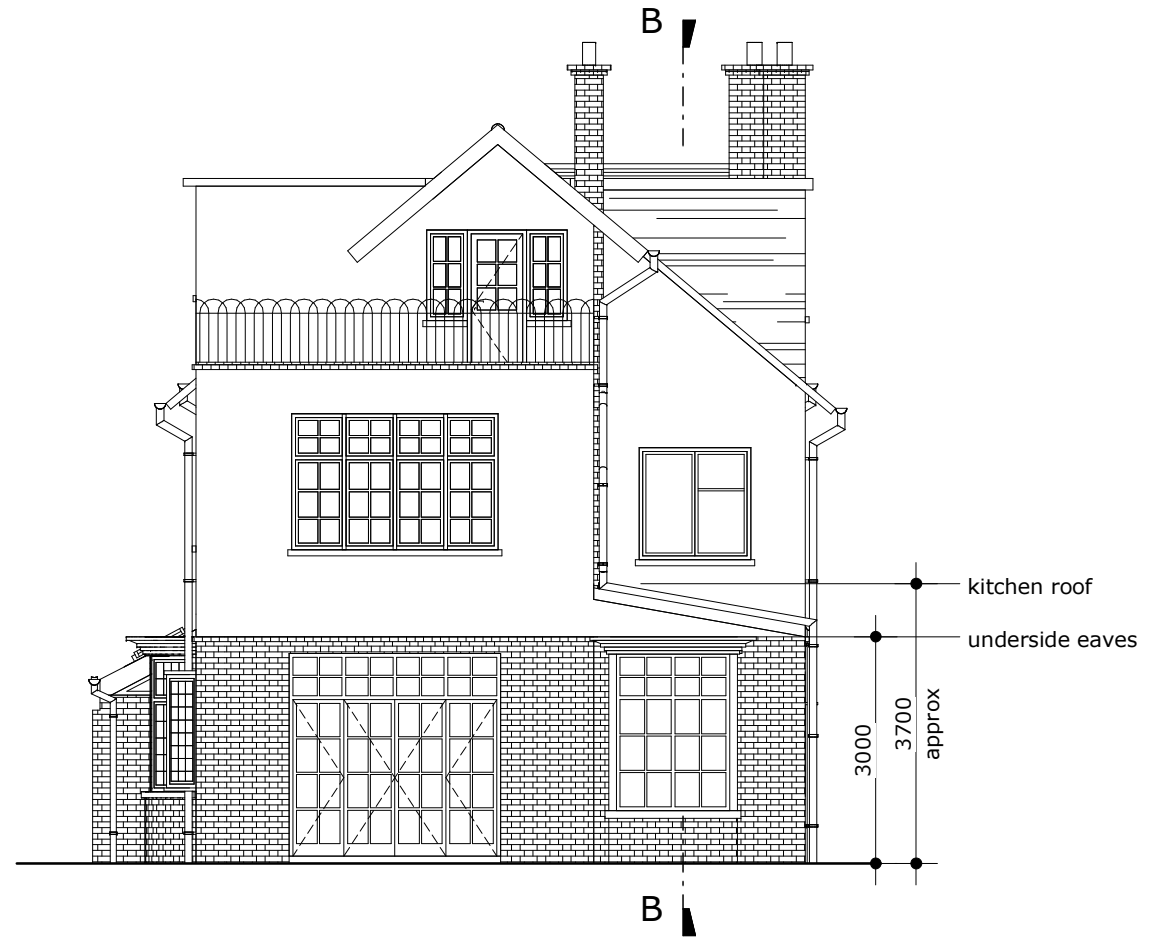 B
kitchen roof
underside eaves
3000
3700
approx
B